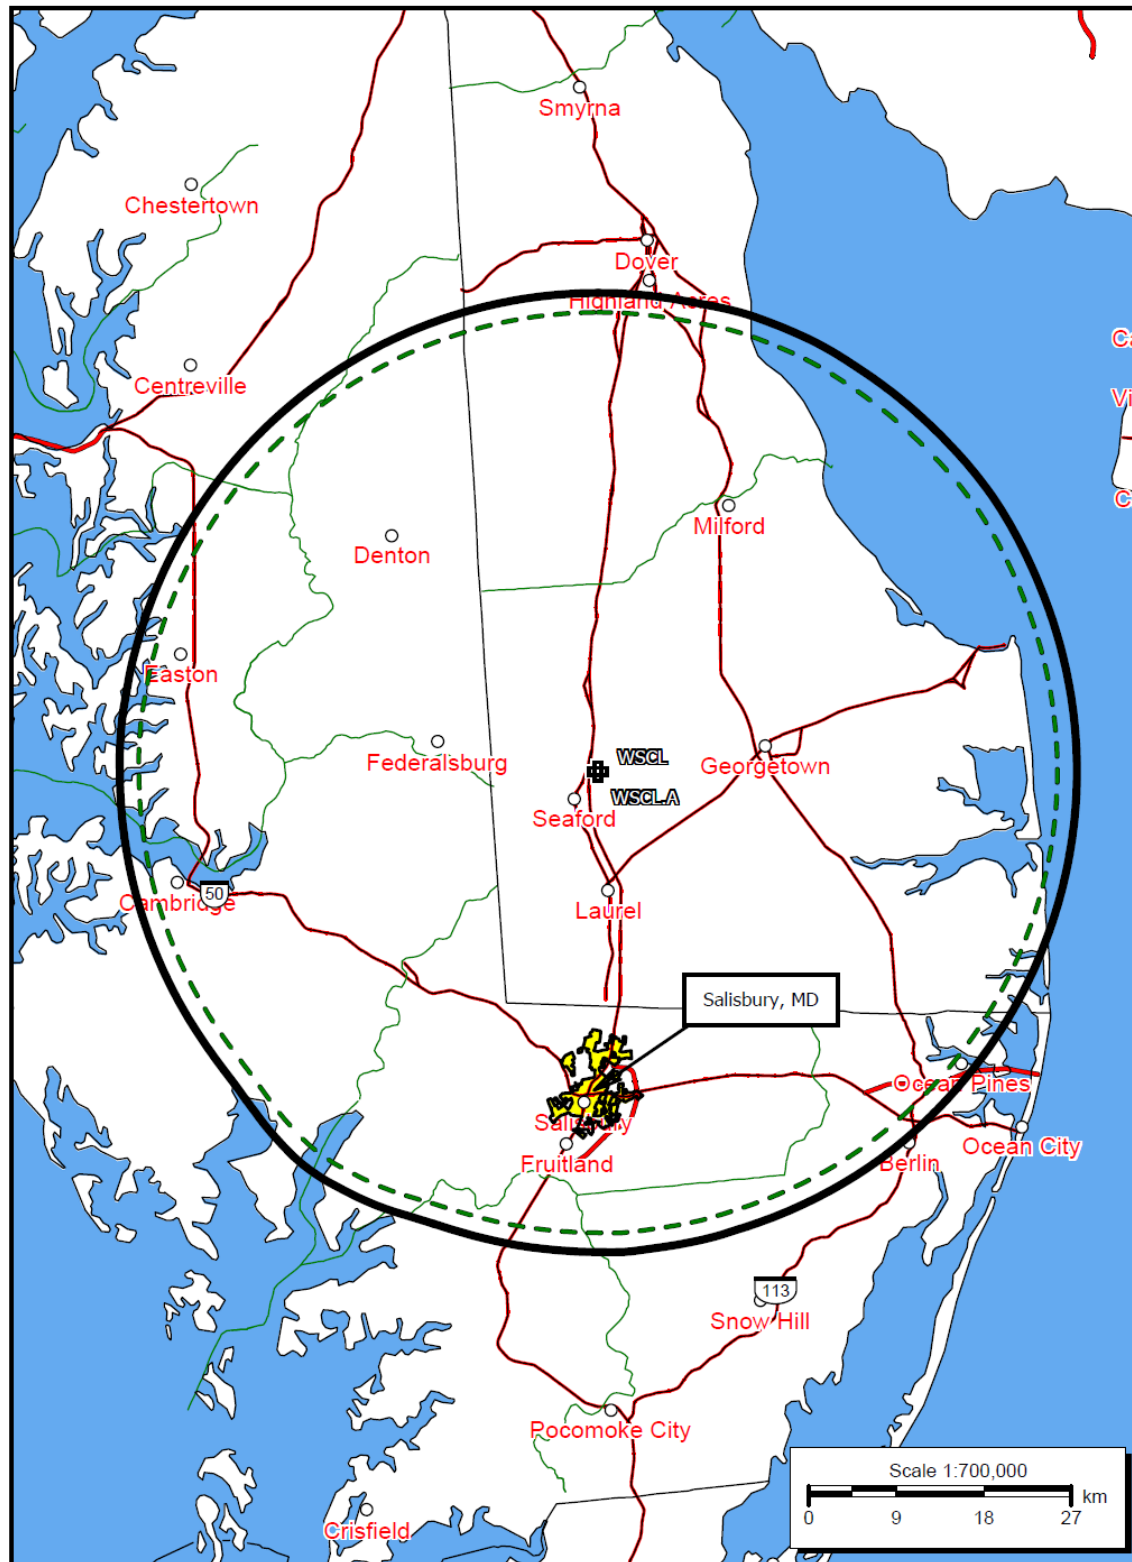 Smyrna
Chestertown
Dover
Highland Acres
Ca
Centreville
Vi
C
Milford
Denton
Easton
WSCL
Federalsburg
Georgetown
WSCL.A
Seaford
50
Cambridge
Laurel
Salisbury, MD
Ocean Pines
Salisbury
Ocean City
Fruitland
Berlin
113
Snow Hill
Pocomoke City
Scale 1:700,000
km
0 9 18 27
Crisfield